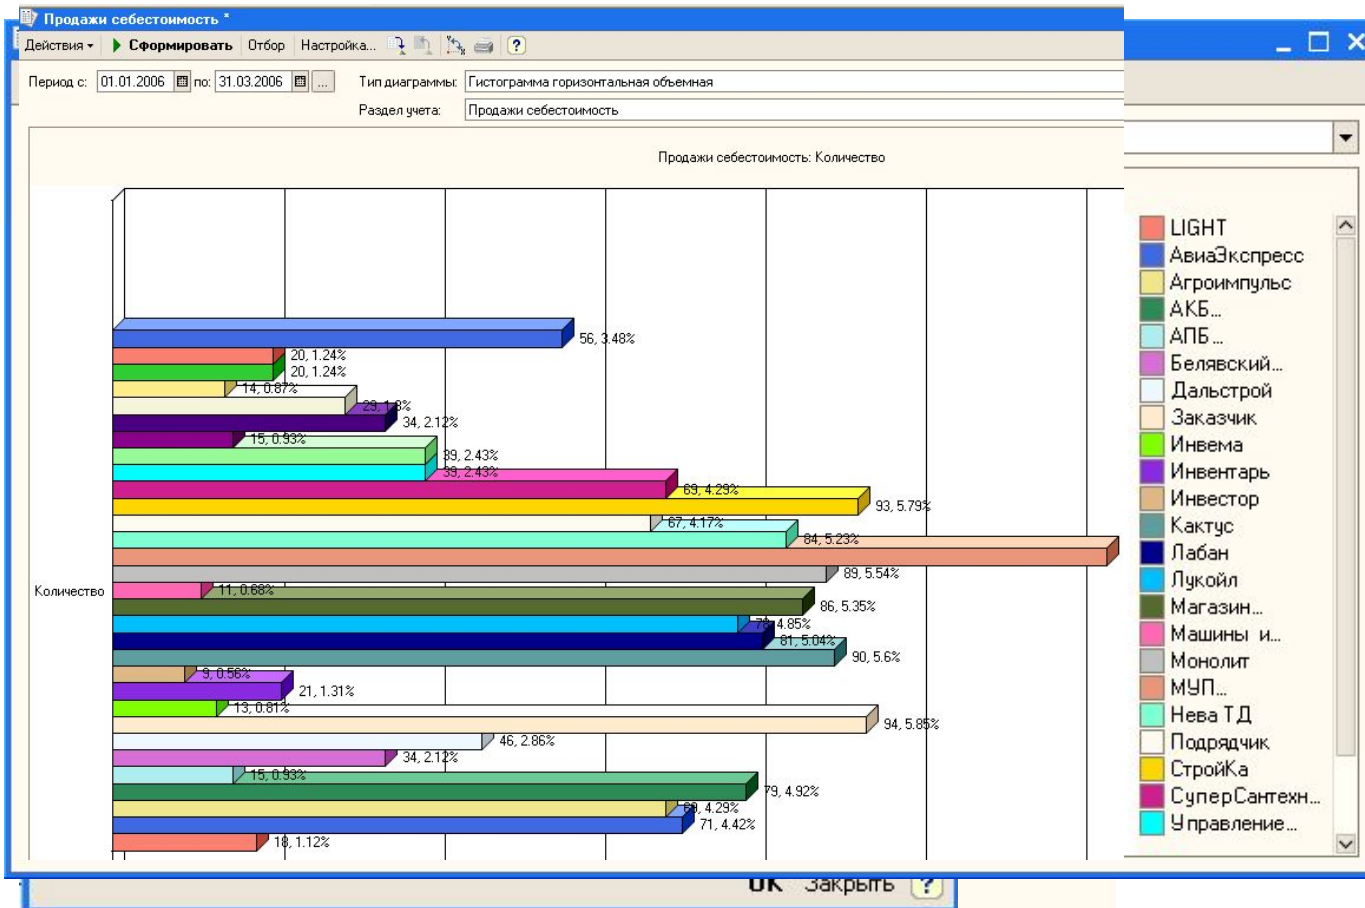 Продажи себестоимость *
Действия Сформировать Отбор Настройка... ?
Период с: 01.01.2006 по: 31.03.2006 ... Тип диаграммы: Гистограмма горизонтальная объемная
Раздел учета: Продажи себестоимость
Продажи себестоимость: Количество
56, 3.48%
20, 1.24%
20, 1.24%
14, 0.87%
29, 1.8%
34, 2.12%
15, 0.93%
39, 2.43%
39, 2.43%
69, 4.29%
93, 5.79%
67, 4.17%
84, 5.23%
89, 5.54%
Количество
11, 0.68%
86, 5.35%
78, 4.85%
81, 5.04%
90, 5.6%
9, 0.56%
21, 1.31%
13, 0.81%
94, 5.85%
46, 2.86%
34, 2.12%
15, 0.93%
79, 4.92%
69, 4.29%
71, 4.42%
18, 1.12%
LIGHT
АвиаЭкспресс
Агроимпульс
АКБ...
АПБ...
Белявский...
Дальстрой
Заказчик
Инвема
Инвентарь
Инвестор
Кактус
Лабан
Лукойл
Магазин...
Машины и...
Монолит
МУП...
Нева ТД
Подрядчик
СтройКа
СуперСантехн...
Управление...
OK Закрыть ?